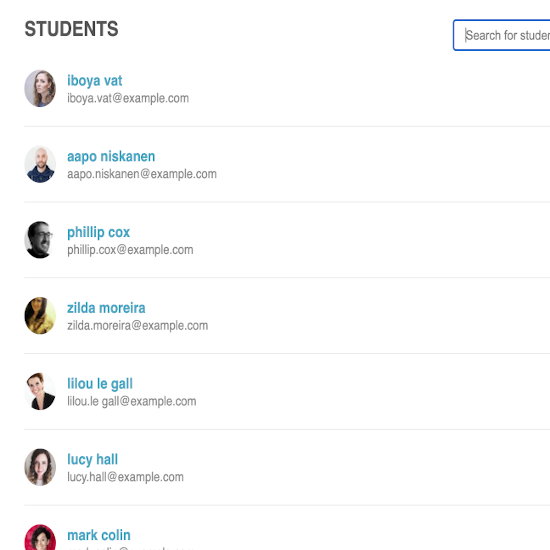 STUDENTS
Search for studen
iboya vat
iboya.vat@example.com
aapo niskanen
aapo.niskanen@example.com
phillip cox
phillip.cox@example.com
zilda moreira
zilda.moreira@example.com
lilou le gall
lilou.le gall@example.com
lucy hall
lucy.hall@example.com
mark colin